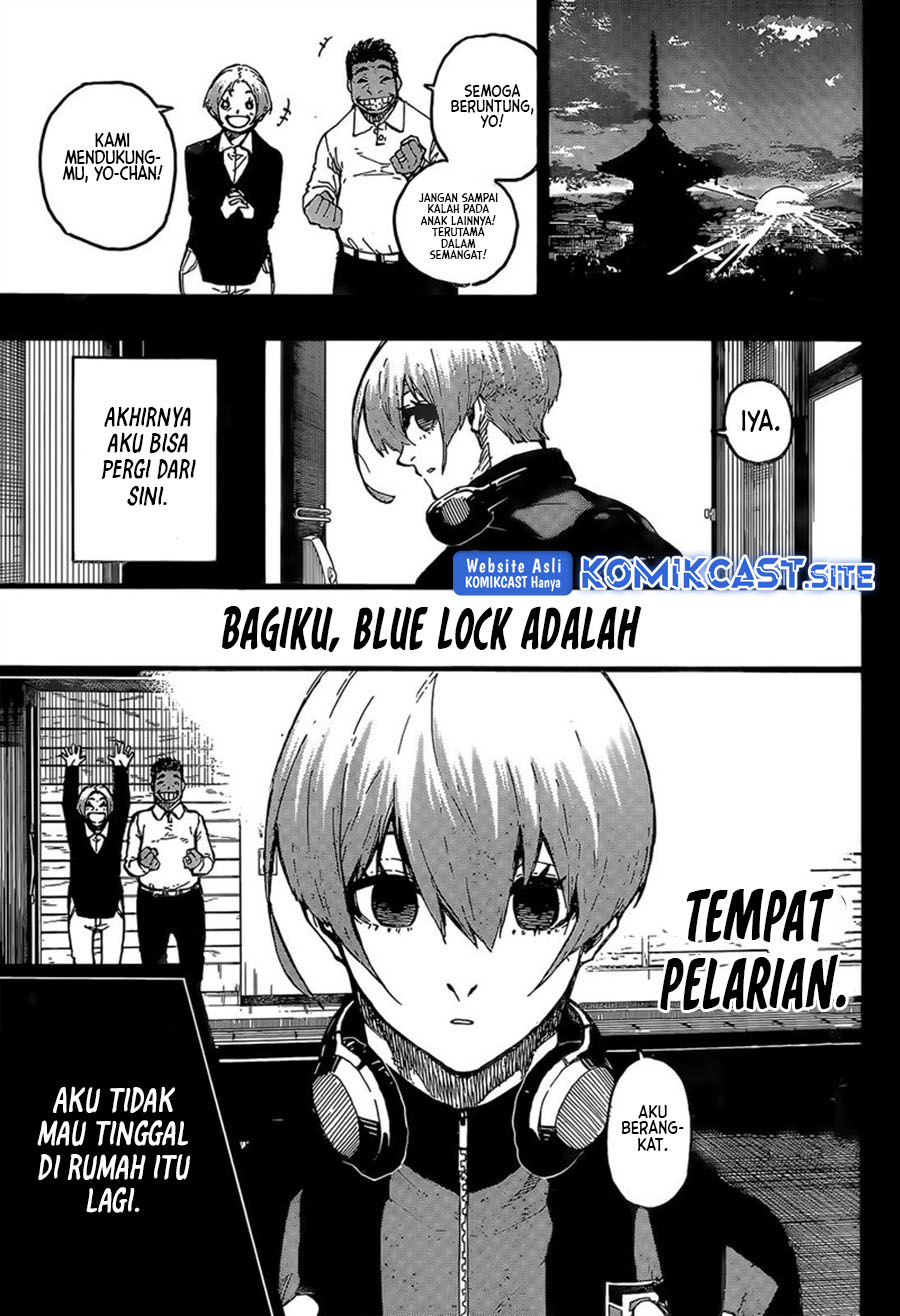 SEMOGA
BERUNTUNG,
YO!
JANGAN SAMPAI
KALAH PADA
ANAK LAINNYA!
TERUTAMA
DALAM
SEMANGAT!
KAMI
MENDUKUNG-
MU, YO-CHAN!
IYA.
AKHIRNYA
AKU BISA
PERGI DARI
SINI.
Website Asli
KOMIKCAST Hanya
KOMIKCAST.SITE
BAGIKU, BLUE LOCK ADALAH
TEMPAT
PELARIAN.
AKU
BERANG-
KAT.
AKU TIDAK
MAU TINGGAL
DI RUMAH ITU
LAGI.